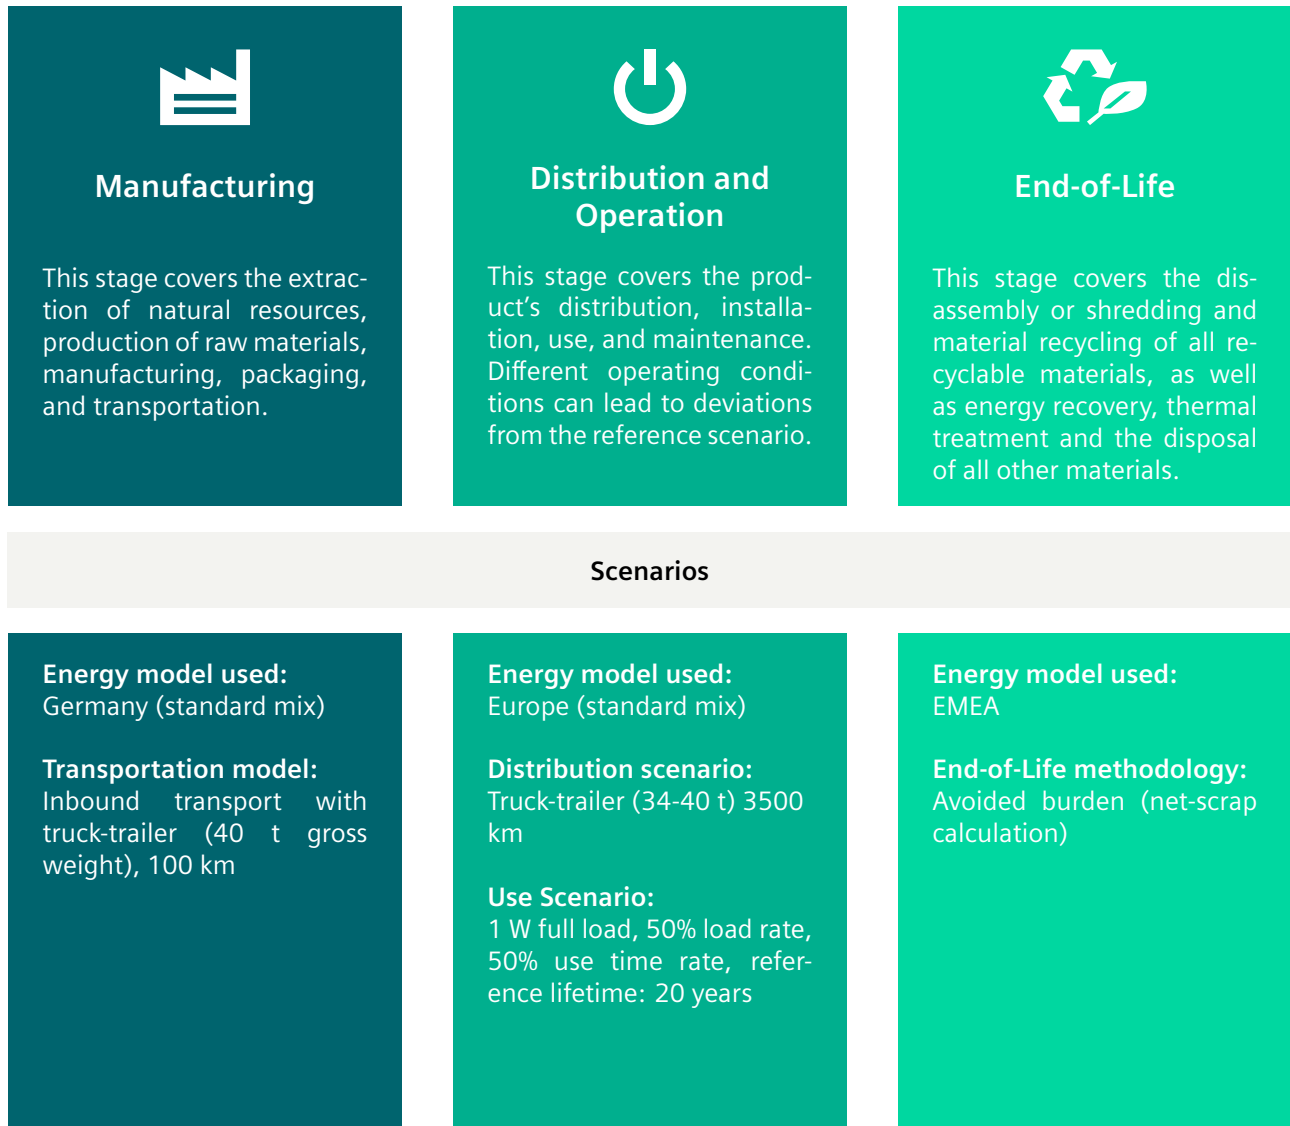 Manufacturing
This stage covers the extrac-
tion of natural resources,
production of raw materials,
manufacturing, packaging,
and transportation.
Distribution and
Operation
This stage covers the prod-
uct's distribution, installa-
tion, use, and maintenance.
Different operating condi-
tions can lead to deviations
from the reference scenario.
End-of-Life
This stage covers the dis-
assembly or shredding and
material recycling of all re-
cyclable materials, as well
as energy recovery, thermal
treatment and the disposal
of all other materials.
Scenarios
Energy model used:
Germany (standard mix)
Transportation model:
Inbound transport with
truck-trailer (40 t gross
weight), 100 km
Energy model used:
Europe (standard mix)
Distribution scenario:
Truck-trailer (34-40 t) 3500
km
Use Scenario:
1 W full load, 50% load rate,
50% use time rate, refer-
ence lifetime: 20 years
Energy model used:
EMEA
End-of-Life methodology:
Avoided burden (net-scrap
calculation)